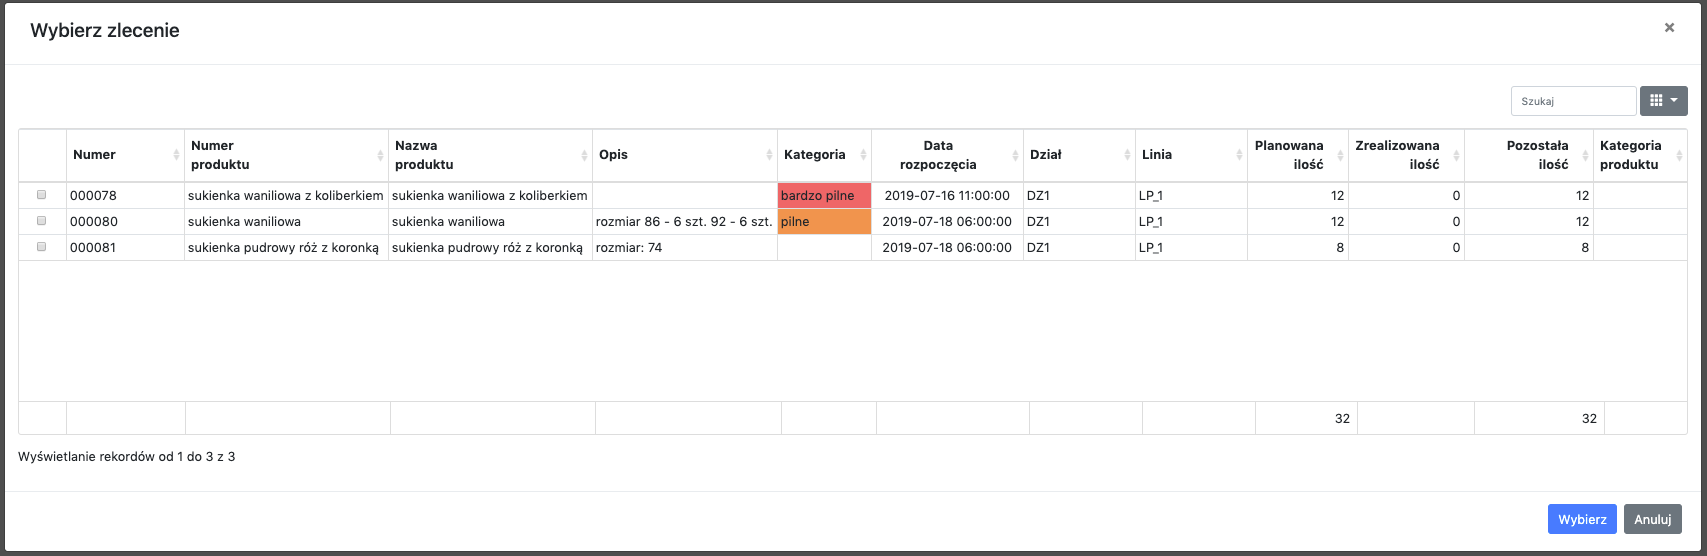 Wybierz zlecenie
×
Szukaj
Numer Numer produktu Nazwa produktu Opis Kategoria Data rozpoczęcia Dział Linia Planowana ilość Zrealizowana ilość Pozostała ilość Kategoria produktu
000078 sukienka waniliowa z koliberkiem sukienka waniliowa z koliberkiem bardzo pilne 2019-07-16 11:00:00 DZ1 LP_1 12 0 12
000080 sukienka waniliowa sukienka waniliowa rozmiar 86 - 6 szt. 92 - 6 szt. pilne 2019-07-18 06:00:00 DZ1 LP_1 12 0 12
000081 sukienka pudrowy róż z koronką sukienka pudrowy róż z koronką rozmiar: 74 2019-07-18 06:00:00 DZ1 LP_1 8 0 8
32 32
Wyświetlanie rekordów od 1 do 3 z 3
Wybierz Anuluj